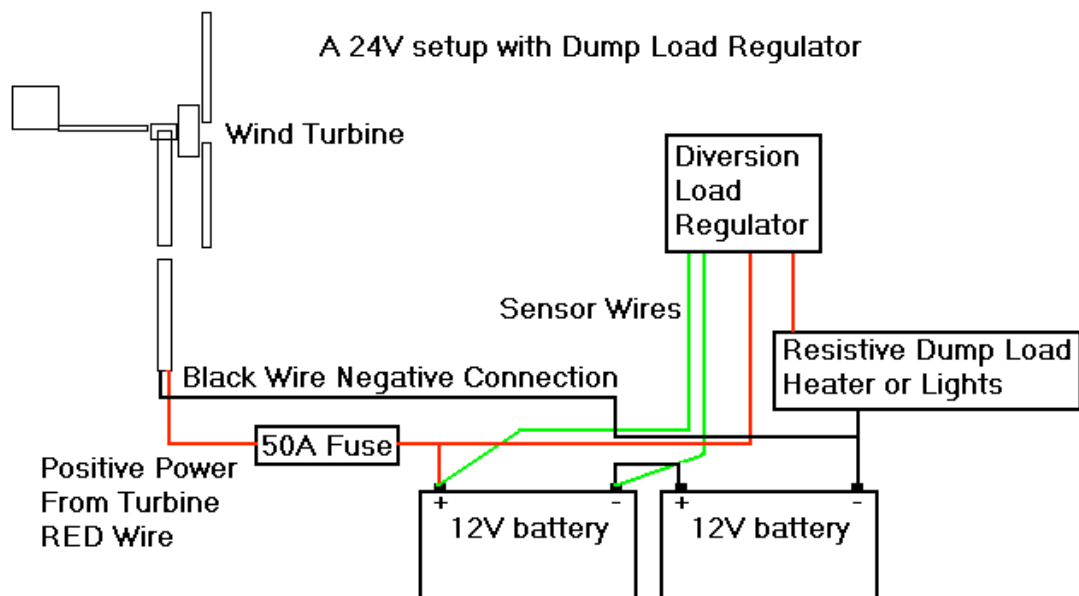 A 24V setup with Dump Load Regulator
Wind Turbine
Diversion
Load
Regulator
Sensor Wires
Resistive Dump Load
Heater or Lights
Black Wire Negative Connection
50A Fuse
Positive Power
From Turbine
RED Wire
+
-
+
-
12V battery
12V battery